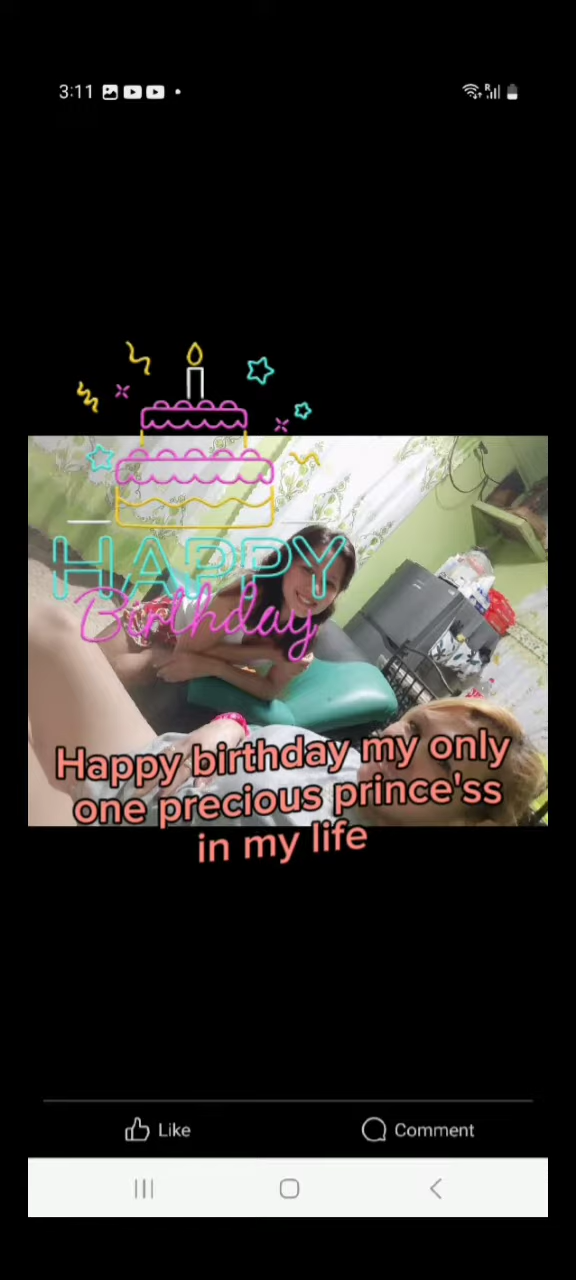 3:11
R
HAPPY
Birthday
Happy birthday my only
one precious prince'ss
in my life
Like
Comment